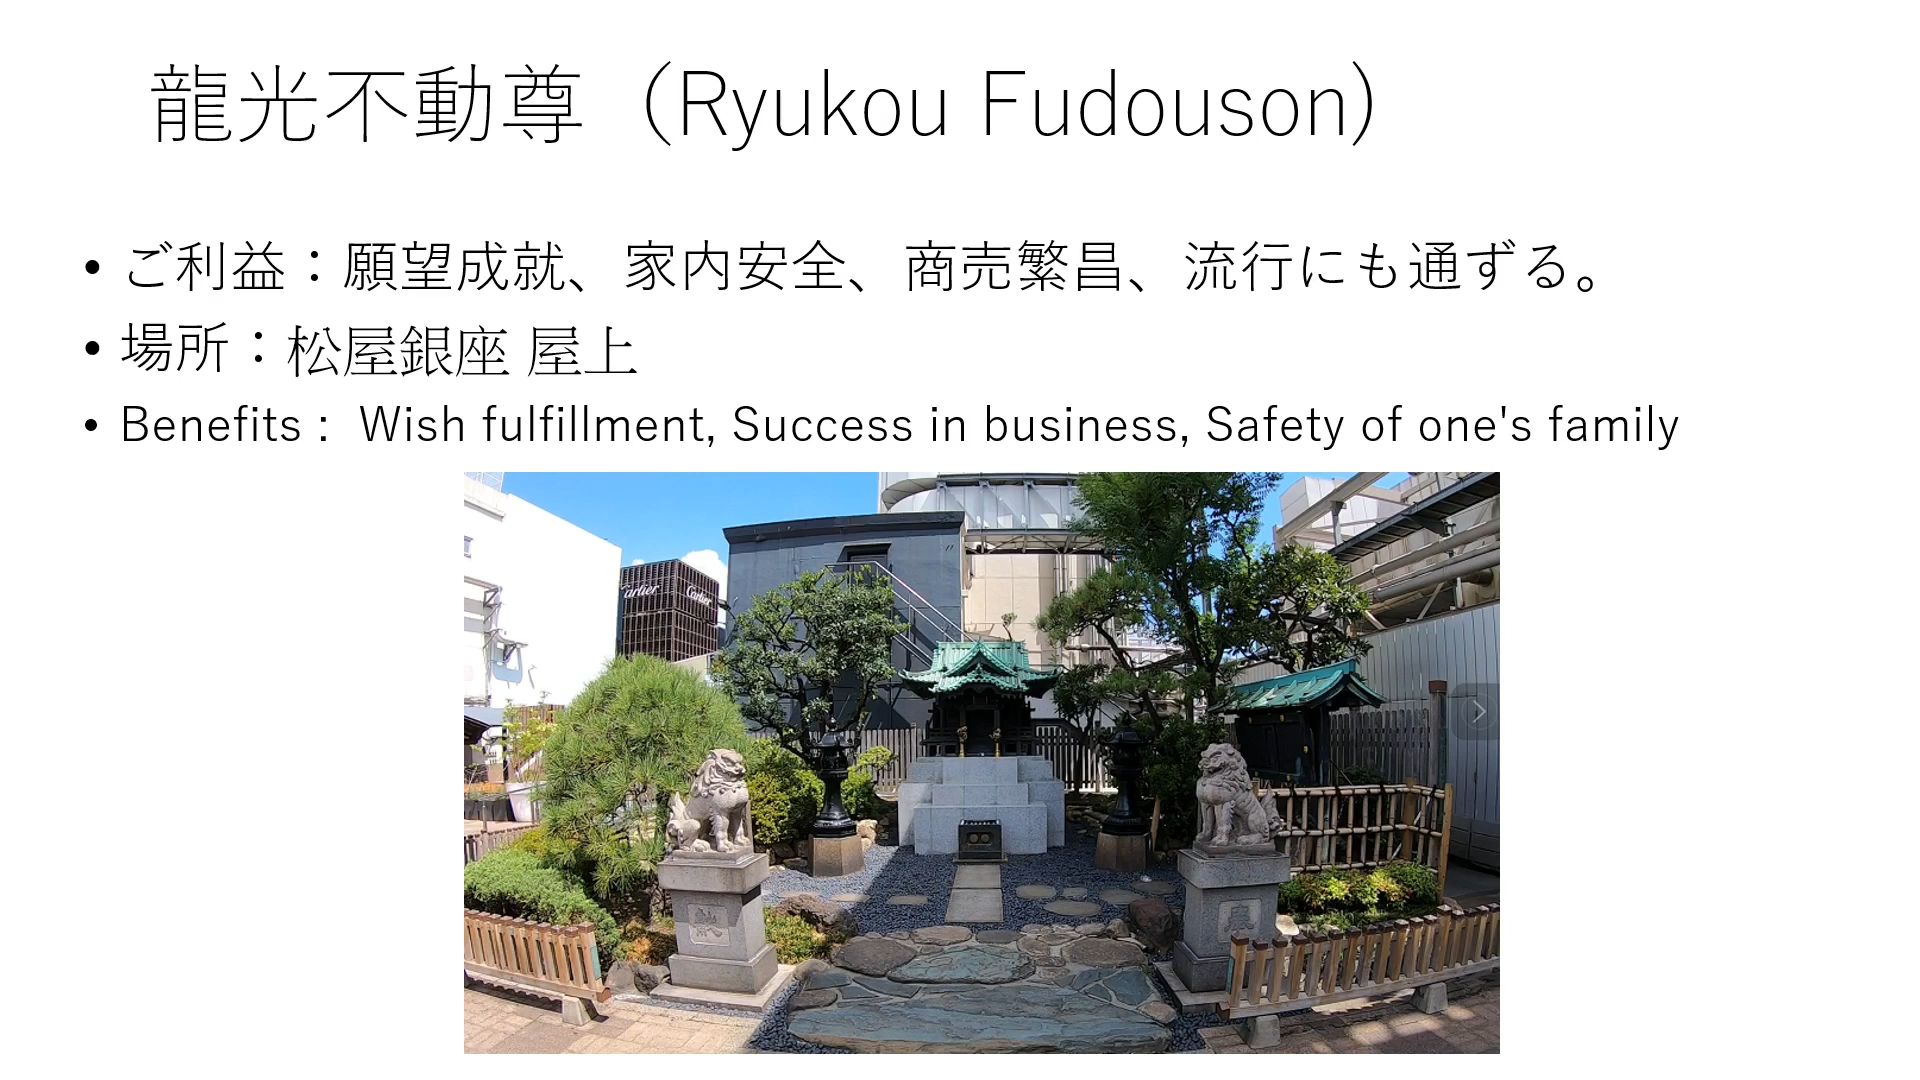 龍光不動尊（Ryukou Fudouson)
• ご利益：願望成就、家内安全、商売繁昌、流行にも通ずる。
• 場所：松屋銀座 屋上
• Benefits :  Wish fulfillment, Success in business, Safety of one's family
Cartier Cartier
献
奉